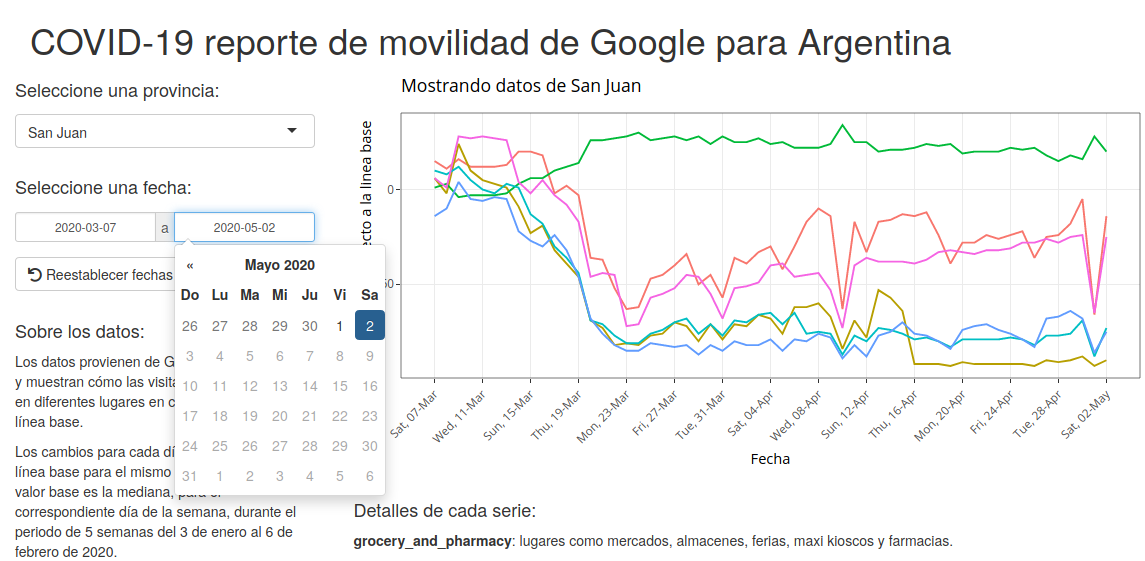 COVID-19 reporte de movilidad de Google para Argentina
Seleccione una provincia:
San Juan
Seleccione una fecha:
2020-03-07 a 2020-05-02
« Mayo 2020
Do Lu Ma Mi Ju Vi Sa
26 27 28 29 30 1 2
3 4 5 6 7 8 9
10 11 12 13 14 15 16
17 18 19 20 21 22 23
24 25 26 27 28 29 30
31 1 2 3 4 5 6
Reestablecer fechas
Sobre los datos:
Los datos provienen de G
y muestran cómo las visita
en diferentes lugares en c
línea base.
Los cambios para cada dí
línea base para el mismo
valor base es la mediana, para el
correspondiente día de la semana, durante el
periodo de 5 semanas del 3 de enero al 6 de
febrero de 2020.
Mostrando datos de San Juan
ecto a la línea base
0
50
Sat, 07-Mar
Wed, 11-Mar
Sun, 15-Mar
Thu, 19-Mar
Mon, 23-Mar
Fri, 27-Mar
Tue, 31-Mar
Sat, 04-Apr
Wed, 08-Apr
Sun, 12-Apr
Thu, 16-Apr
Mon, 20-Apr
Fri, 24-Apr
Tue, 28-Apr
Sat, 02-May
Fecha
Detalles de cada serie:
grocery_and_pharmacy: lugares como mercados, almacenes, ferias, maxi kioscos y farmacias.